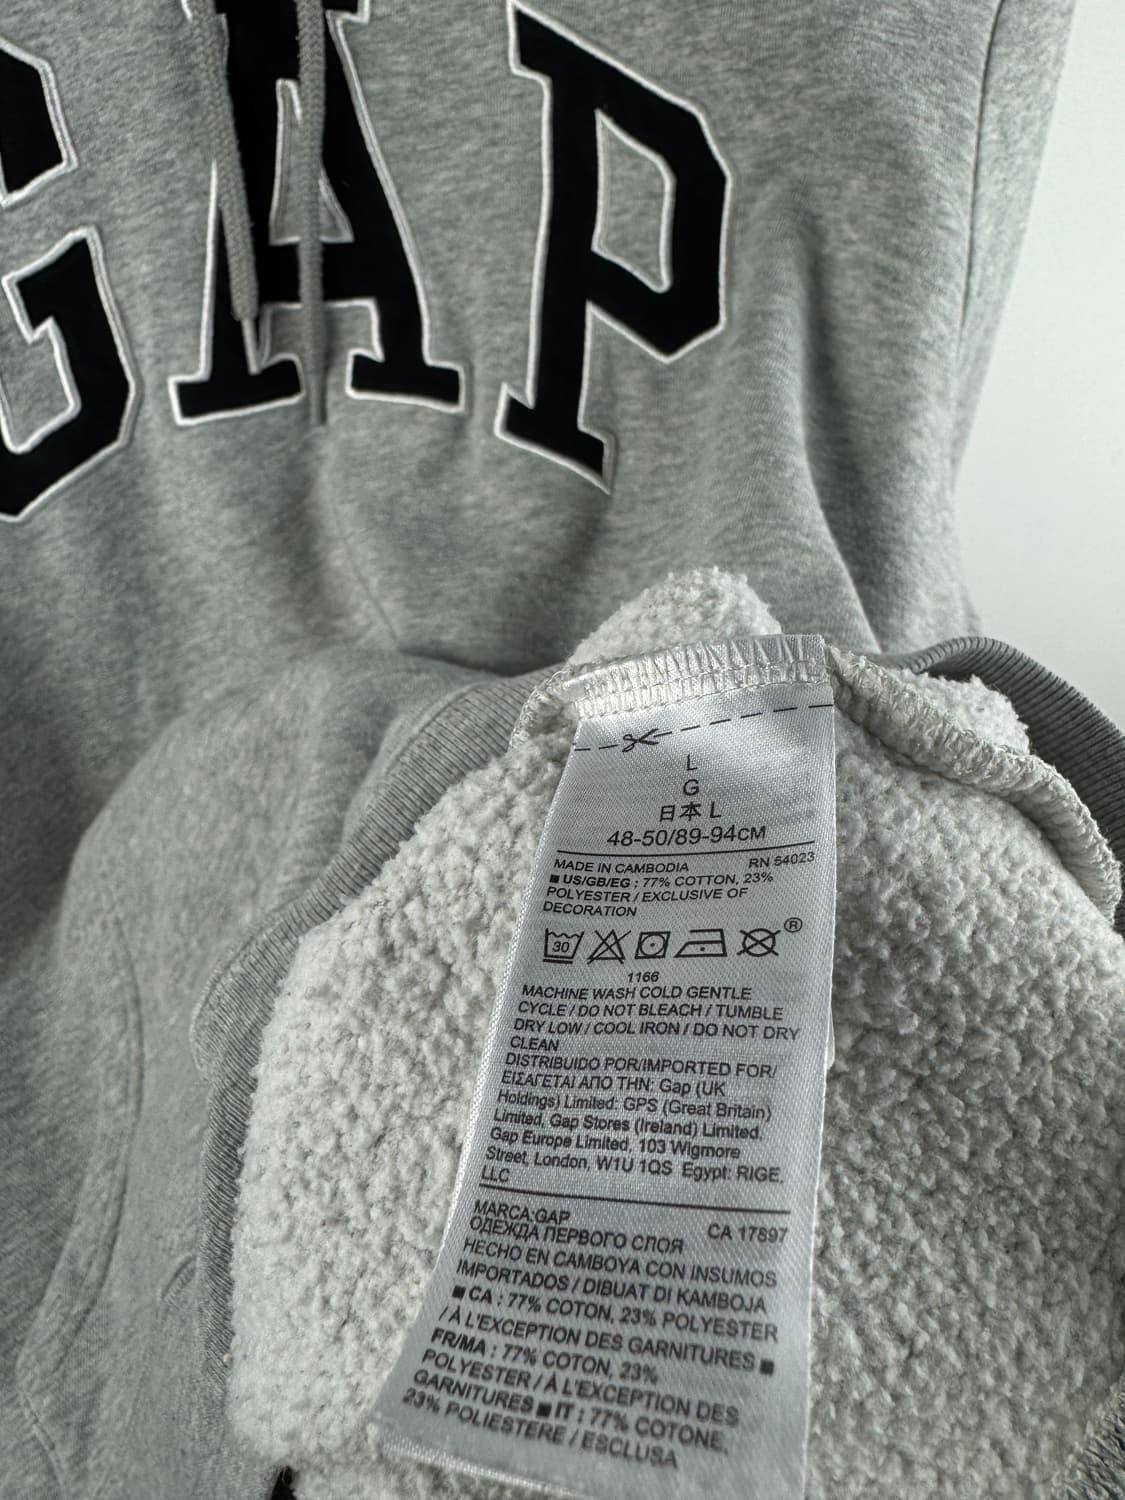 GAP
L
G
日本 L
48-50/89-94CM
MADE IN CAMBODIA RN 54023
■ US/GB/EG : 77% COTTON, 23%
POLYESTER / EXCLUSIVE OF
DECORATION
30 ®
1166
MACHINE WASH COLD GENTLE
CYCLE / DO NOT BLEACH / TUMBLE
DRY LOW / COOL IRON / DO NOT DRY
CLEAN
DISTRIBUIDO POR/IMPORTED FOR/
ΕΙΣΑΓΕΤΑΙ ΑΠΟ ΤΗΝ: Gap (UK
Holdings) Limited: GPS (Great Britain)
Limited, Gap Stores (Ireland) Limited,
Gap Europe Limited, 103 Wigmore
Street, London, W1U 1QS Egypt: RIGE,
LLC
MARCA:GAP CA 17897
ОДЕЖДА ПЕРВОГО СЛОЯ
HECHO EN CAMBOYA CON INSUMOS
IMPORTADOS / DIBUAT DI KAMBOJA
■ CA : 77% COTON, 23% POLYESTER
/ À L'EXCEPTION DES GARNITURES ■
FR/MA : 77% COTON, 23%
POLYESTER / À L'EXCEPTION DES
GARNITURES ■ IT : 77% COTONE,
23% POLIESTERE / ESCLUSA